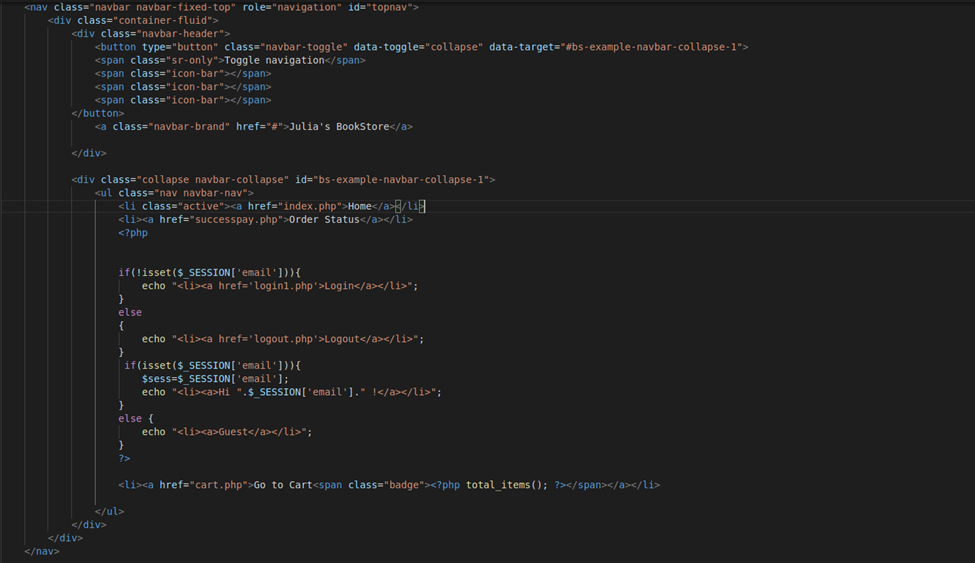 <nav class="navbar navbar-fixed-top" role="navigation" id="topnav">
<div class="container-fluid">
<div class="navbar-header">
<button type="button" class="navbar-toggle" data-toggle="collapse" data-target="#bs-example-navbar-collapse-1">
<span class="sr-only">Toggle navigation</span>
<span class="icon-bar"></span>
<span class="icon-bar"></span>
<span class="icon-bar"></span>
</button>
<a class="navbar-brand" href="#">Julia's BookStore</a>
</div>
<div class="collapse navbar-collapse" id="bs-example-navbar-collapse-1">
<ul class="nav navbar-nav">
<li class="active"><a href="index.php">Home</a></li>
<li><a href="successpay.php">Order Status</a></li>
<?php
if(!isset($_SESSION['email'])){
echo "<li><a href='login1.php'>Login</a></li>";
}
else
{
echo "<li><a href='logout.php'>Logout</a></li>";
}
if(isset($_SESSION['email'])){
$sess=$_SESSION['email'];
echo "<li><a>Hi ".$_SESSION['email']." !</a></li>";
}
else {
echo "<li><a>Guest</a></li>";
}
?>
<li><a href="cart.php">Go to Cart<span class="badge"><?php total_items(); ?></span></a></li>
</ul>
</div>
</div>
</nav>